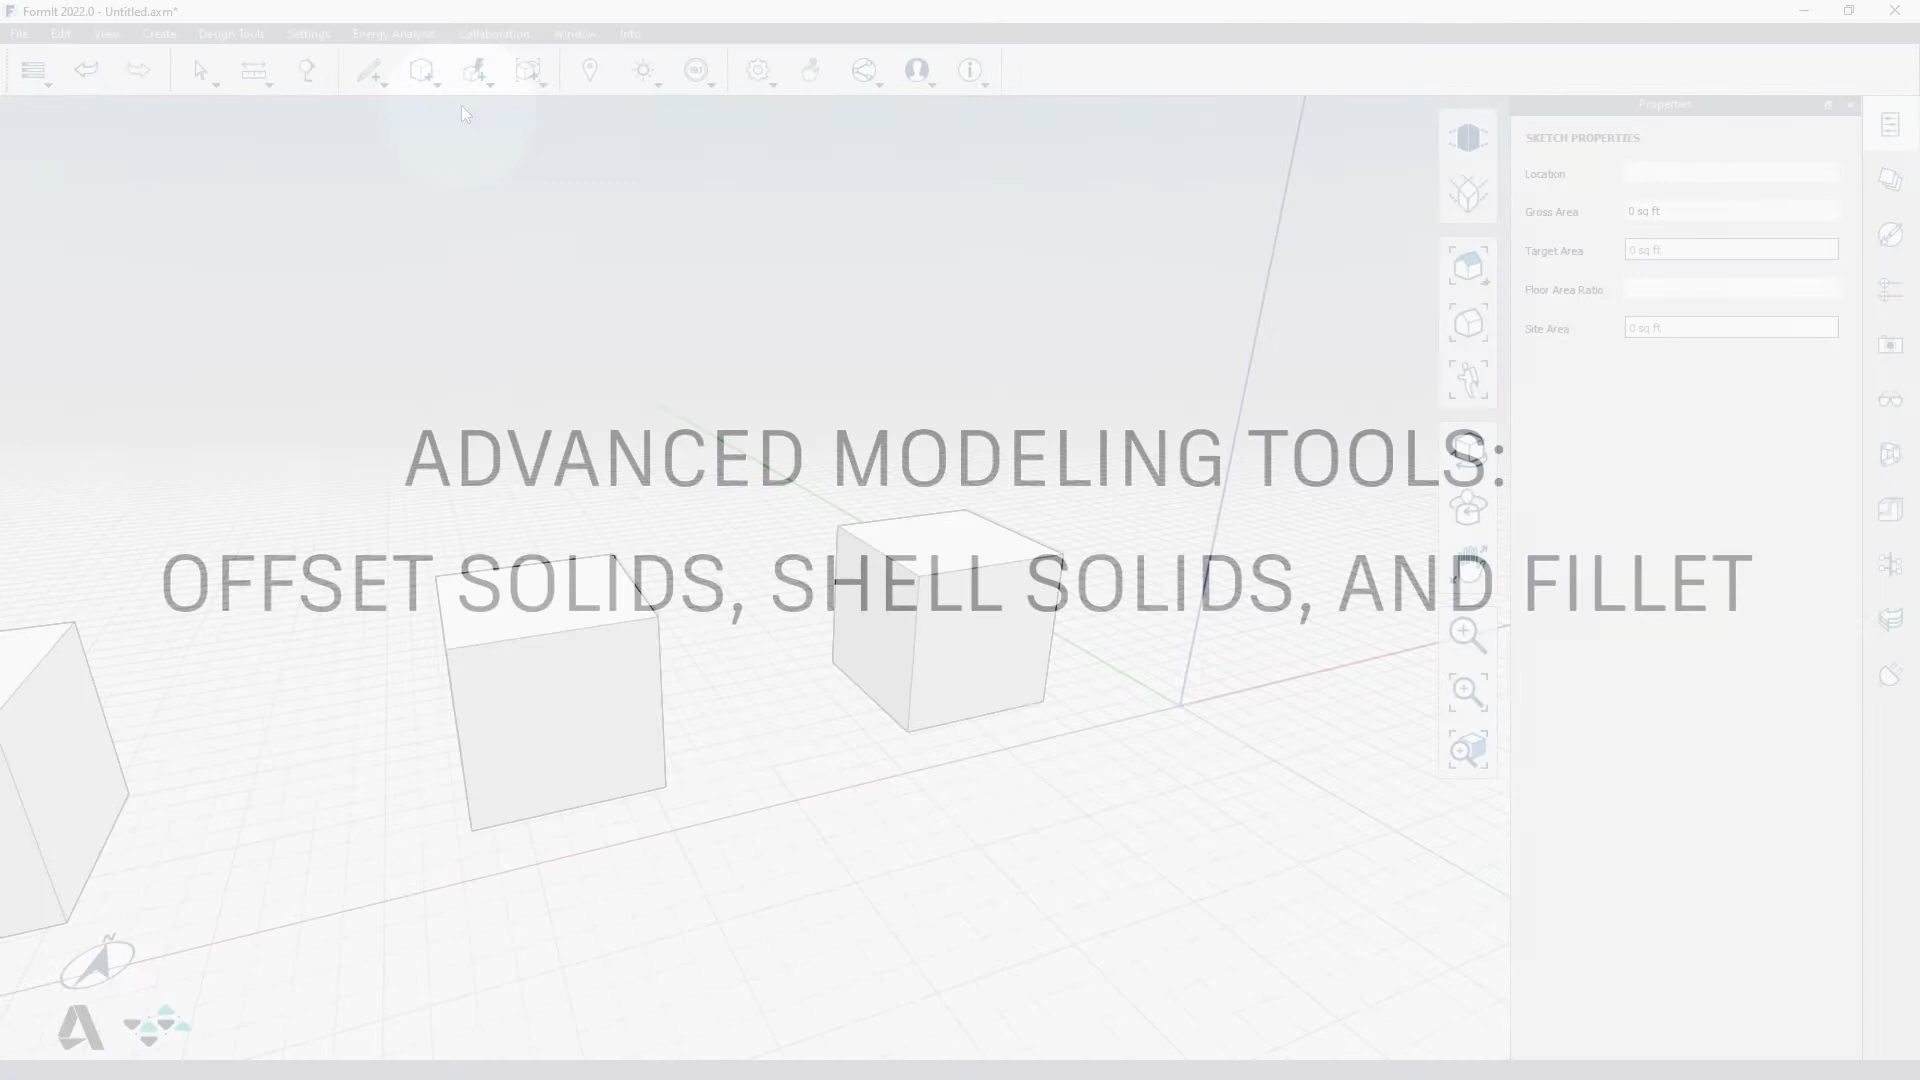 FormIt 2022.0 - Untitled.axm*
File Edit View Create Design Tools Settings Energy Analysis Collaboration Window Info
Properties
SKETCH PROPERTIES
Location
Gross Area 0 sq ft
Target Area 0 sq ft
Floor Area Ratio
Site Area 0 sq ft
ADVANCED MODELING TOOLS:
OFFSET SOLIDS, SHELL SOLIDS, AND FILLET
N